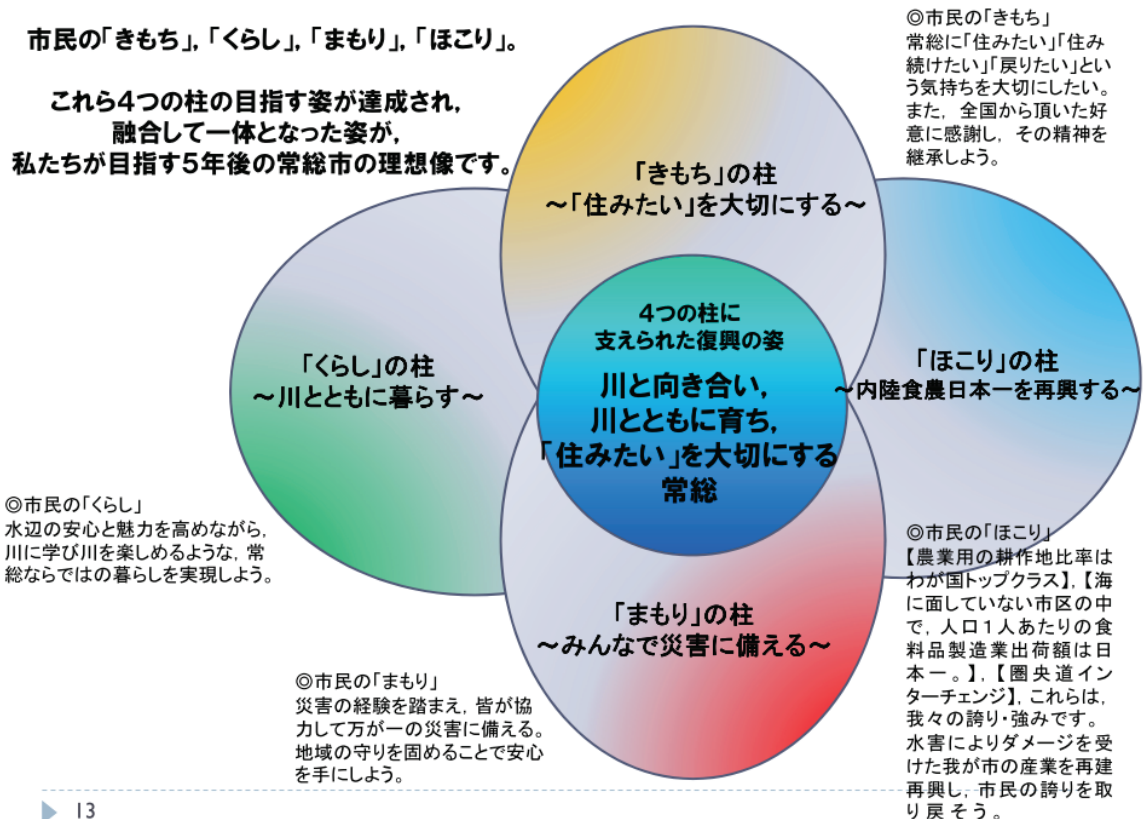 市民の「きもち」,「くらし」,「まもり」,「ほこり」。
これら4つの柱の目指す姿が達成され,
融合して一体となった姿が,
私たちが目指す5年後の常総市の理想像です。
◎市民の「きもち」
常総に「住みたい」「住み
続けたい」「戻りたい」とい
う気持ちを大切にしたい。
また, 全国から頂いた好
意に感謝し, その精神を
継承しよう。
「きもち」の柱
～「住みたい」を大切にする～
4つの柱に
支えられた復興の姿
川と向き合い,
川とともに育ち,
「住みたい」を大切にする
常総
「くらし」の柱
～川とともに暮らす～
「ほこり」の柱
～内陸食農日本一を再興する～
◎市民の「くらし」
水辺の安心と魅力を高めながら,
川に学び川を楽しめるような, 常
総ならではの暮らしを実現しよう。
「まもり」の柱
～みんなで災害に備える～
◎市民の「まもり」
災害の経験を踏まえ, 皆が協
力して万が一の災害に備える。
地域の守りを固めることで安心
を手にしよう。
◎市民の「ほこり」
【農業用の耕作地比率は
わが国トップクラス】,【海
に面していない市区の中
で, 人口1人あたりの食
料品製造業出荷額は日
本一。】,【圏央道イン
ターチェンジ】, これらは,
我々の誇り・強みです。
水害によりダメージを受
けた我が市の産業を再建
再興し, 市民の誇りを取
り戻そう。
13